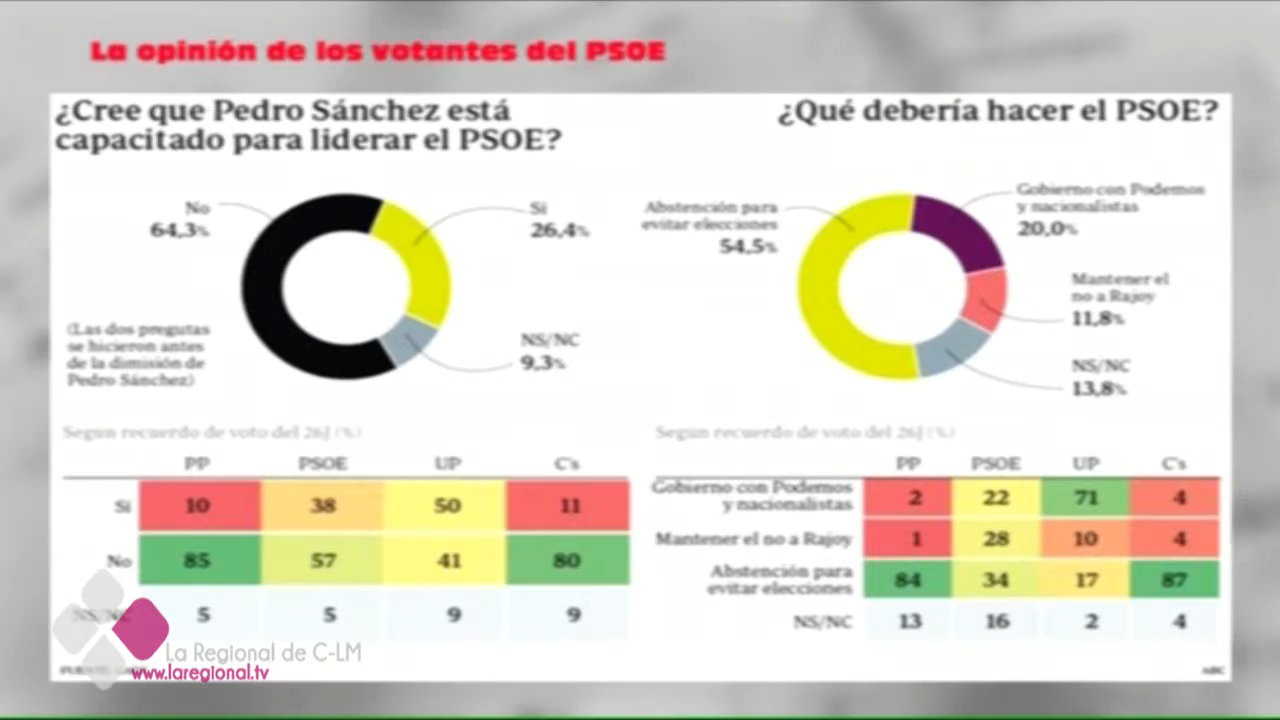 La opinión de los votantes del PSOE
¿Cree que Pedro Sánchez está
capacitado para liderar el PSOE?
No
64,3%
Sí
26,4%
NS/NC
9,3%
(Las dos pregutas
se hicieron antes
de la dimisión de
Pedro Sánchez)
Según recuerdo de voto del 26J (%)
PP PSOE UP C's
Sí 10 38 50 11
No 85 57 41 80
NS/NC 5 5 9 9
¿Qué debería hacer el PSOE?
Abstención para
evitar elecciones
54,5%
Gobierno con Podemos
y nacionalistas
20,0%
Mantener el
no a Rajoy
11,8%
NS/NC
13,8%
Según recuerdo de voto del 26J (%)
PP PSOE UP C's
Gobierno con Podemos
y nacionalistas 2 22 71 4
Mantener el no a Rajoy 1 28 10 4
Abstención para
evitar elecciones 84 34 17 87
NS/NC 13 16 2 4
ABC
La Regional de C-LM
www.laregional.tv